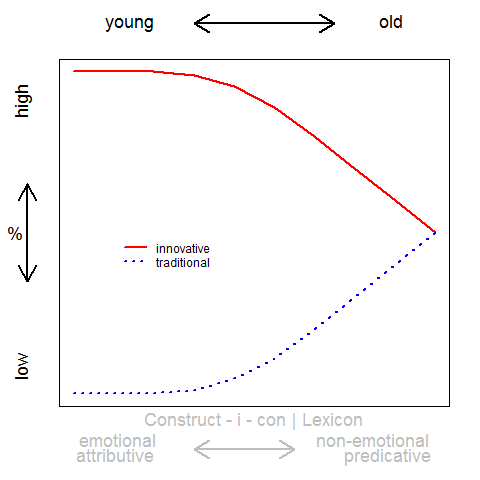 young old
high
%
low
innovative
traditional
Construct - i - con | Lexicon
emotional non-emotional
attributive predicative